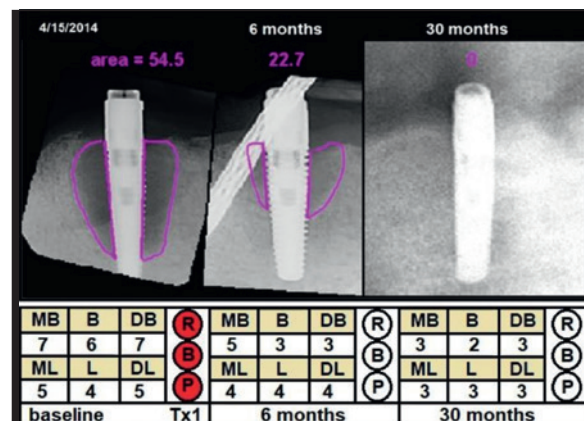 4/15/2014 6 months 30 months
area = 54.5 22.7 0
MB B DB R MB B DB R MB B DB R
7 6 7 5 3 3 3 2 3
B B B
ML L DL ML L DL ML L DL
5 4 5 P 4 4 4 P 3 3 3 P
baseline Tx1 6 months 30 months